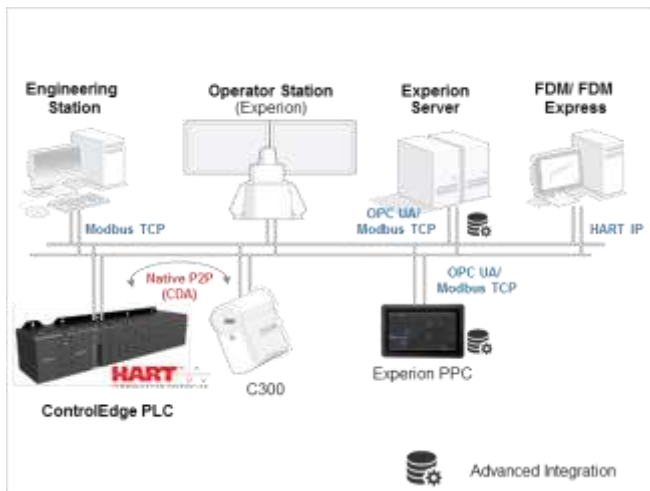 Engineering
Station
Operator Station
(Experion)
Experion
Server
FDM/ FDM
Express
Modbus TCP
OPC UA/
Modbus TCP
HART IP
Native P2P
(CDA)
OPC UA/
Modbus TCP
HART
ControlEdge PLC
C300
Experion PPC
Advanced Integration